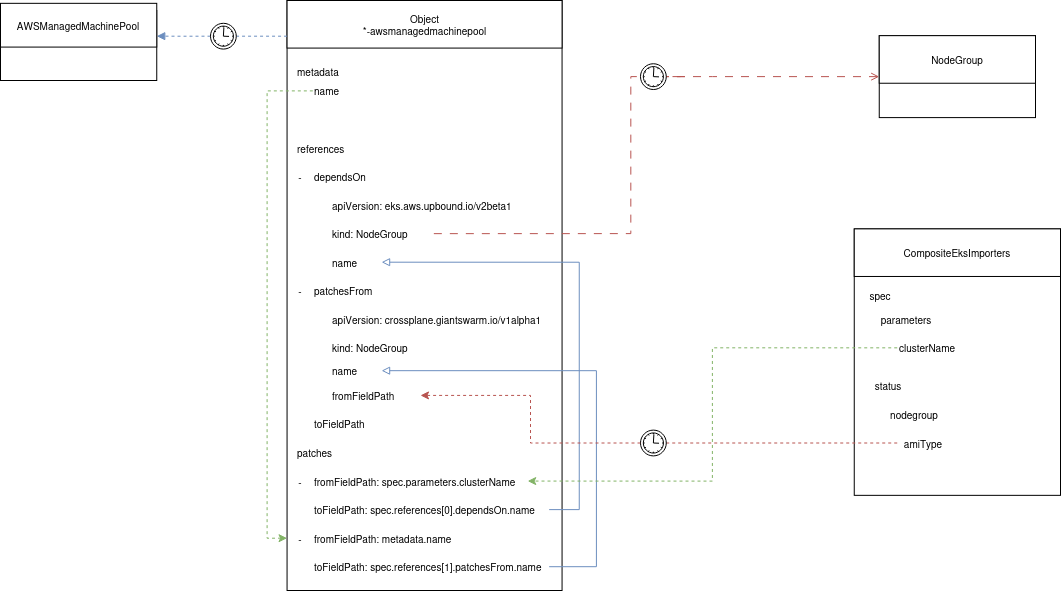 AWSManagedMachinePool
Object
*-awsmanagedmachinepool
metadata
name
references
- dependsOn
apiVersion: eks.aws.upbound.io/v2beta1
kind: NodeGroup
name
- patchesFrom
apiVersion: crossplane.giantswarm.io/v1alpha1
kind: NodeGroup
name
fromFieldPath
toFieldPath
patches
- fromFieldPath: spec.parameters.clusterName
toFieldPath: spec.references[0].dependsOn.name
- fromFieldPath: metadata.name
toFieldPath: spec.references[1].patchesFrom.name
NodeGroup
CompositeEksImporters
spec
parameters
clusterName
status
nodegroup
amiType